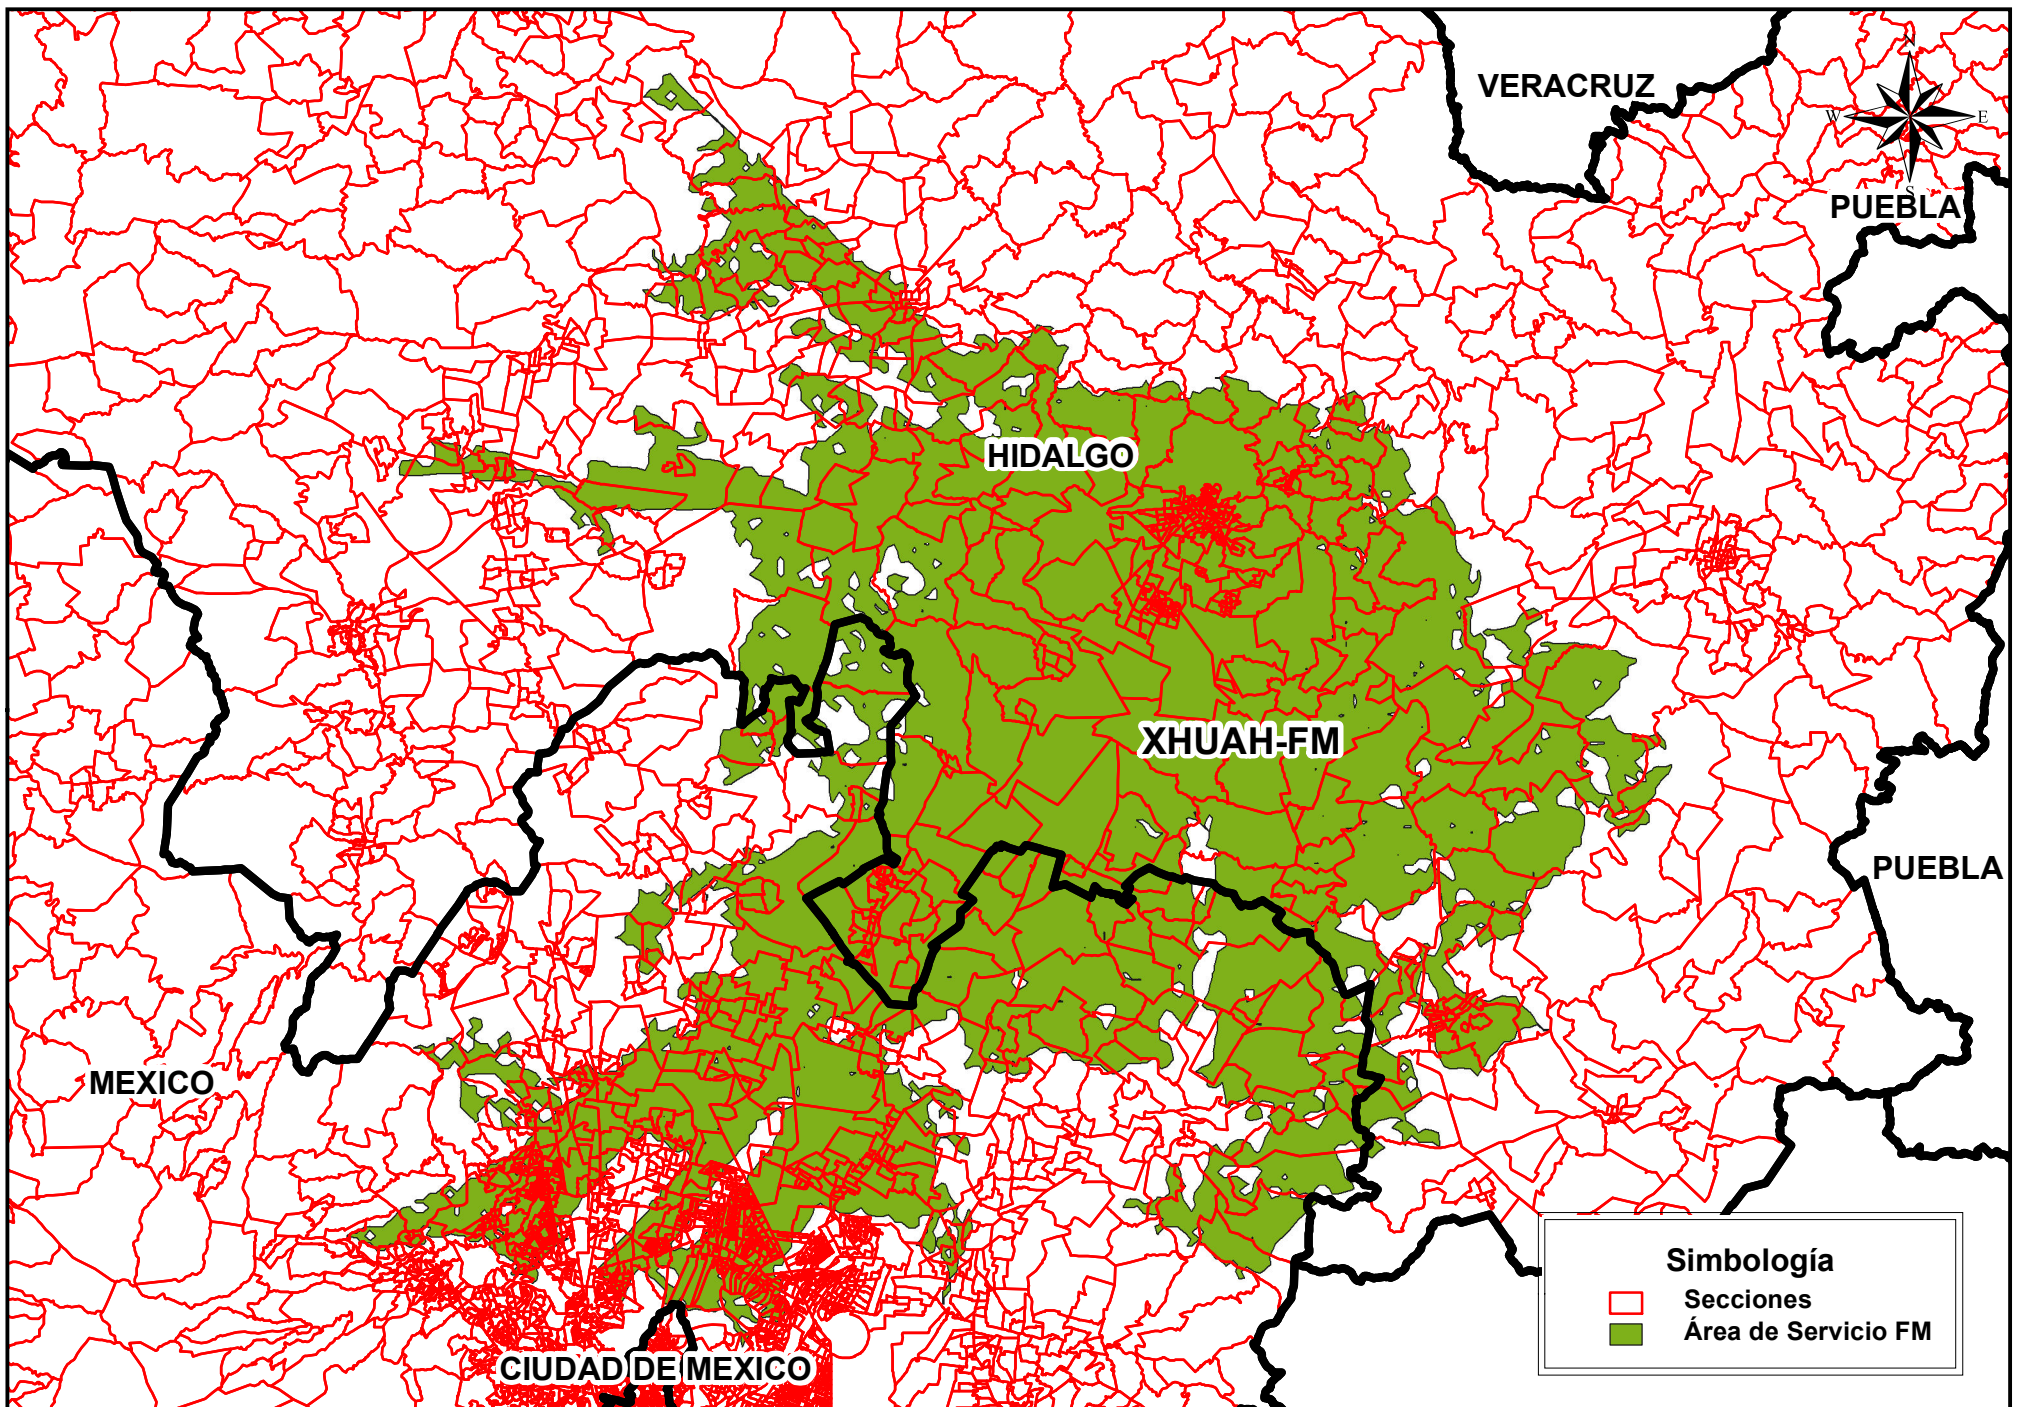 VERACRUZ
N
W
E
S
PUEBLA
HIDALGO
XHUAH-FM
PUEBLA
MEXICO
CIUDAD DE MEXICO
Simbología
Secciones
Área de Servicio FM